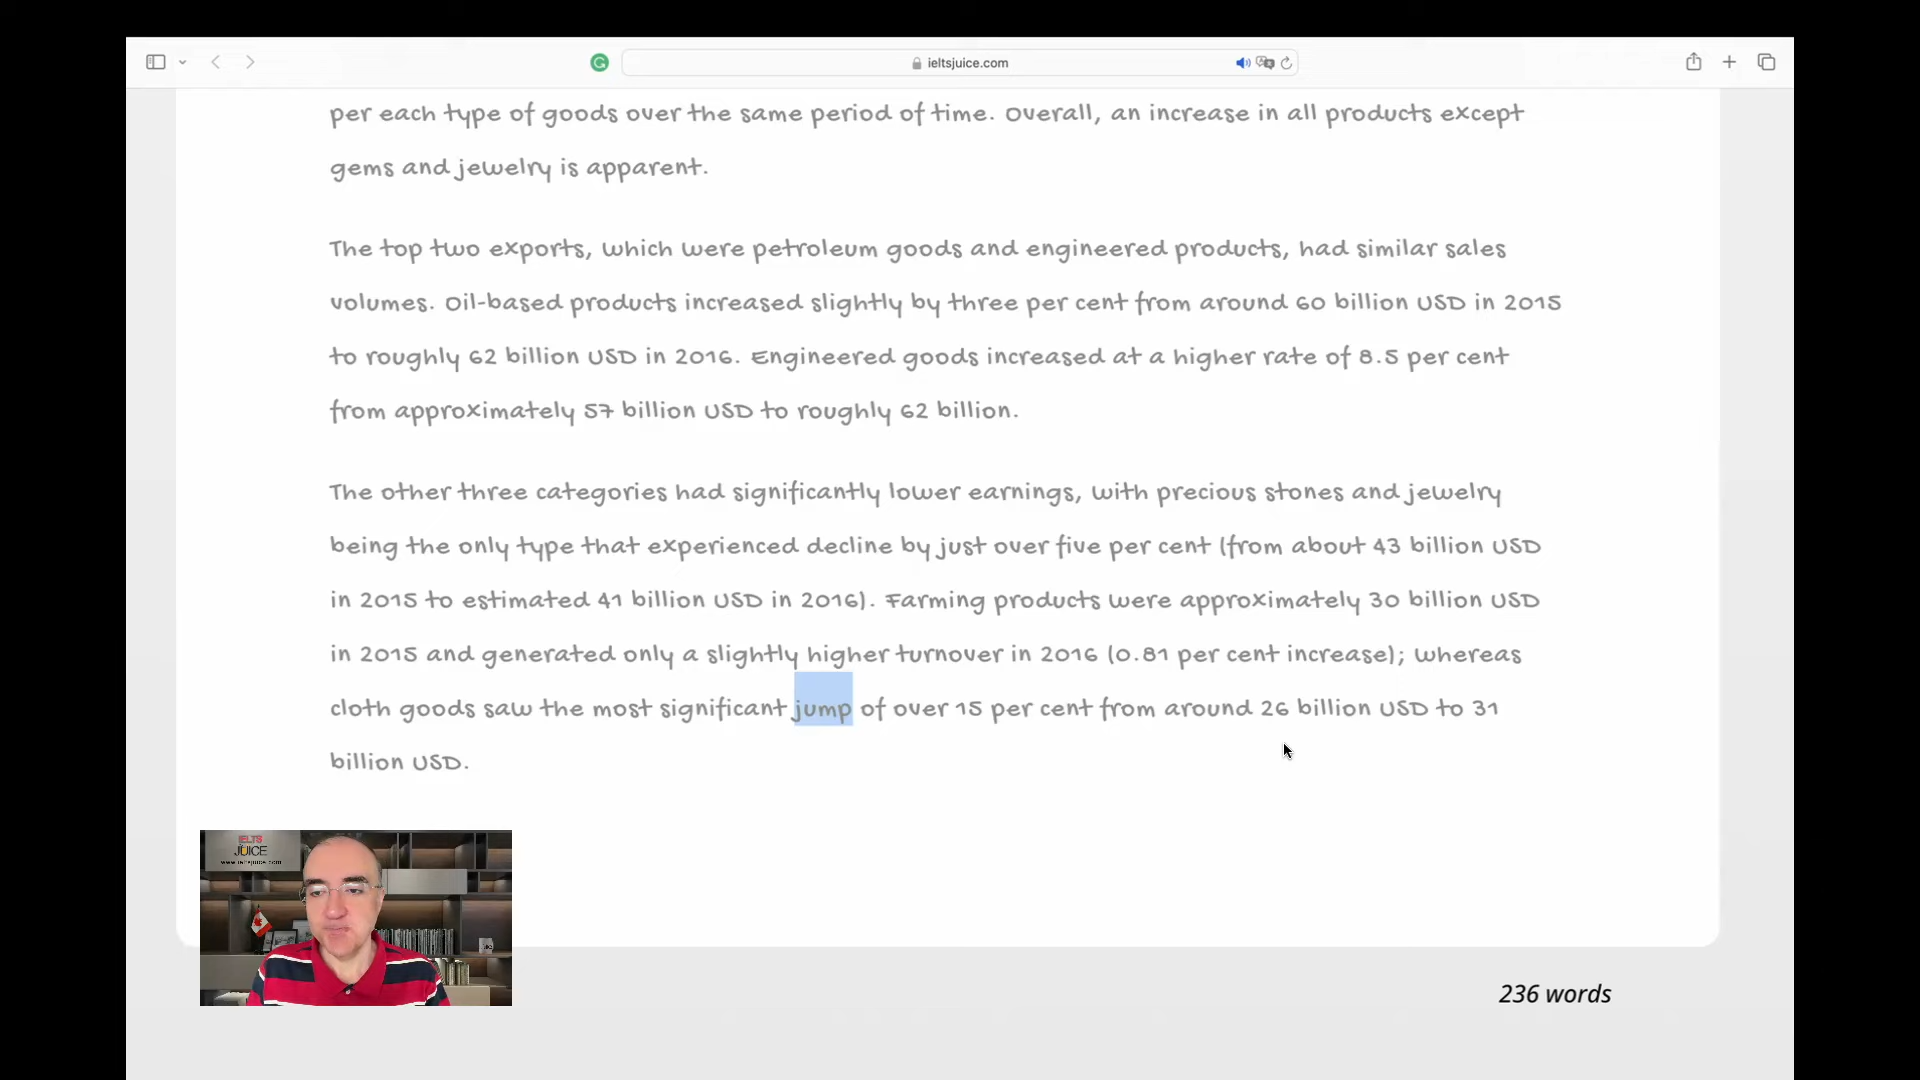 ieltsjuice.com
per each type of goods over the same period of time. Overall, an increase in all products except
gems and jewelry is apparent.
The top two exports, which were petroleum goods and engineered products, had similar sales
volumes. Oil-based products increased slightly by three per cent from around 60 billion USD in 2015
to roughly 62 billion USD in 2016. Engineered goods increased at a higher rate of 8.5 per cent
from approximately 57 billion USD to roughly 62 billion.
The other three categories had significantly lower earnings, with precious stones and jewelry
being the only type that experienced decline by just over five per cent (from about 43 billion USD
in 2015 to estimated 41 billion USD in 2016). Farming products were approximately 30 billion USD
in 2015 and generated only a slightly higher turnover in 2016 (0.81 per cent increase); whereas
cloth goods saw the most significant jump of over 15 per cent from around 26 billion USD to 31
billion USD.
IELTS
JUICE
www.ieltsjuice.com
236 words